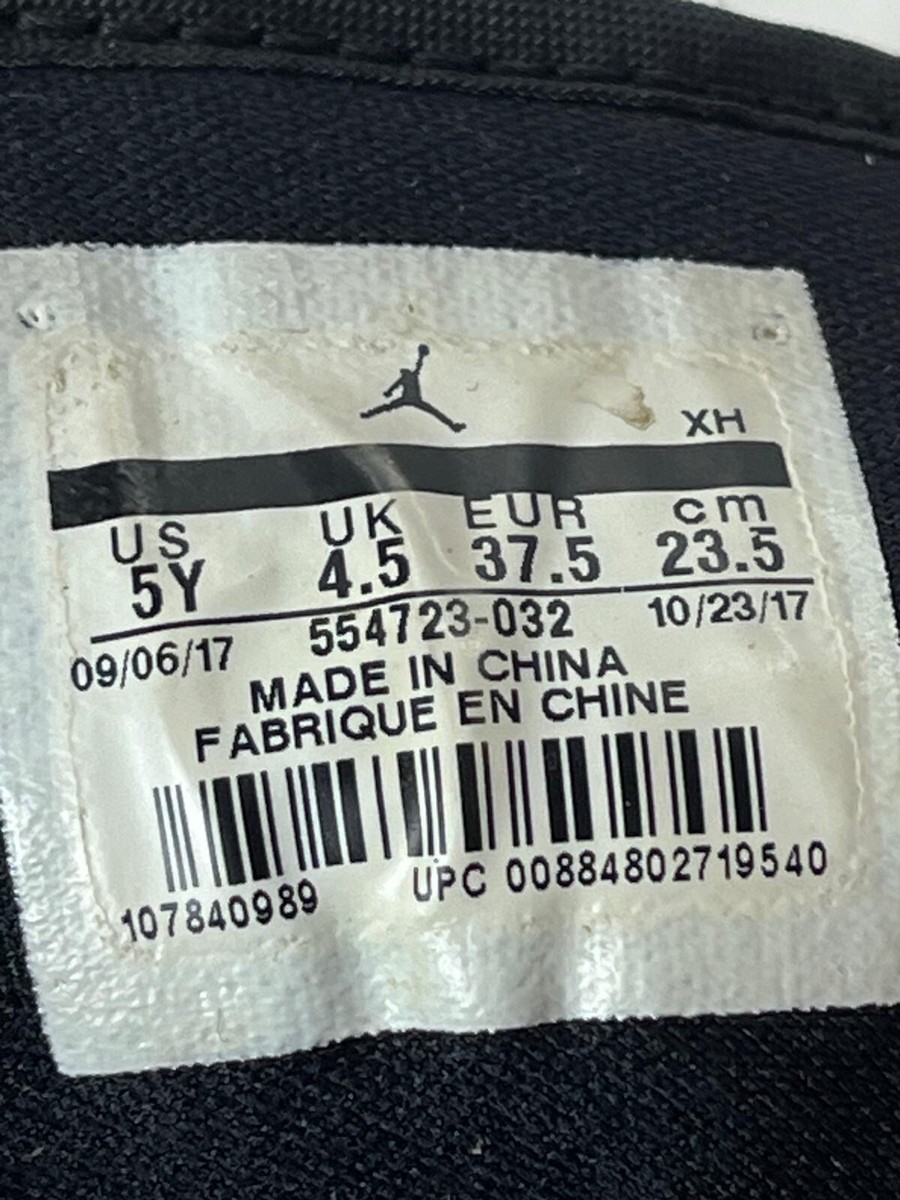 XH
US UK EUR cm
5Y 4.5 37.5 23.5
09/06/17 554723-032 10/23/17
MADE IN CHINA
FABRIQUE EN CHINE
107840989 UPC 00884802719540